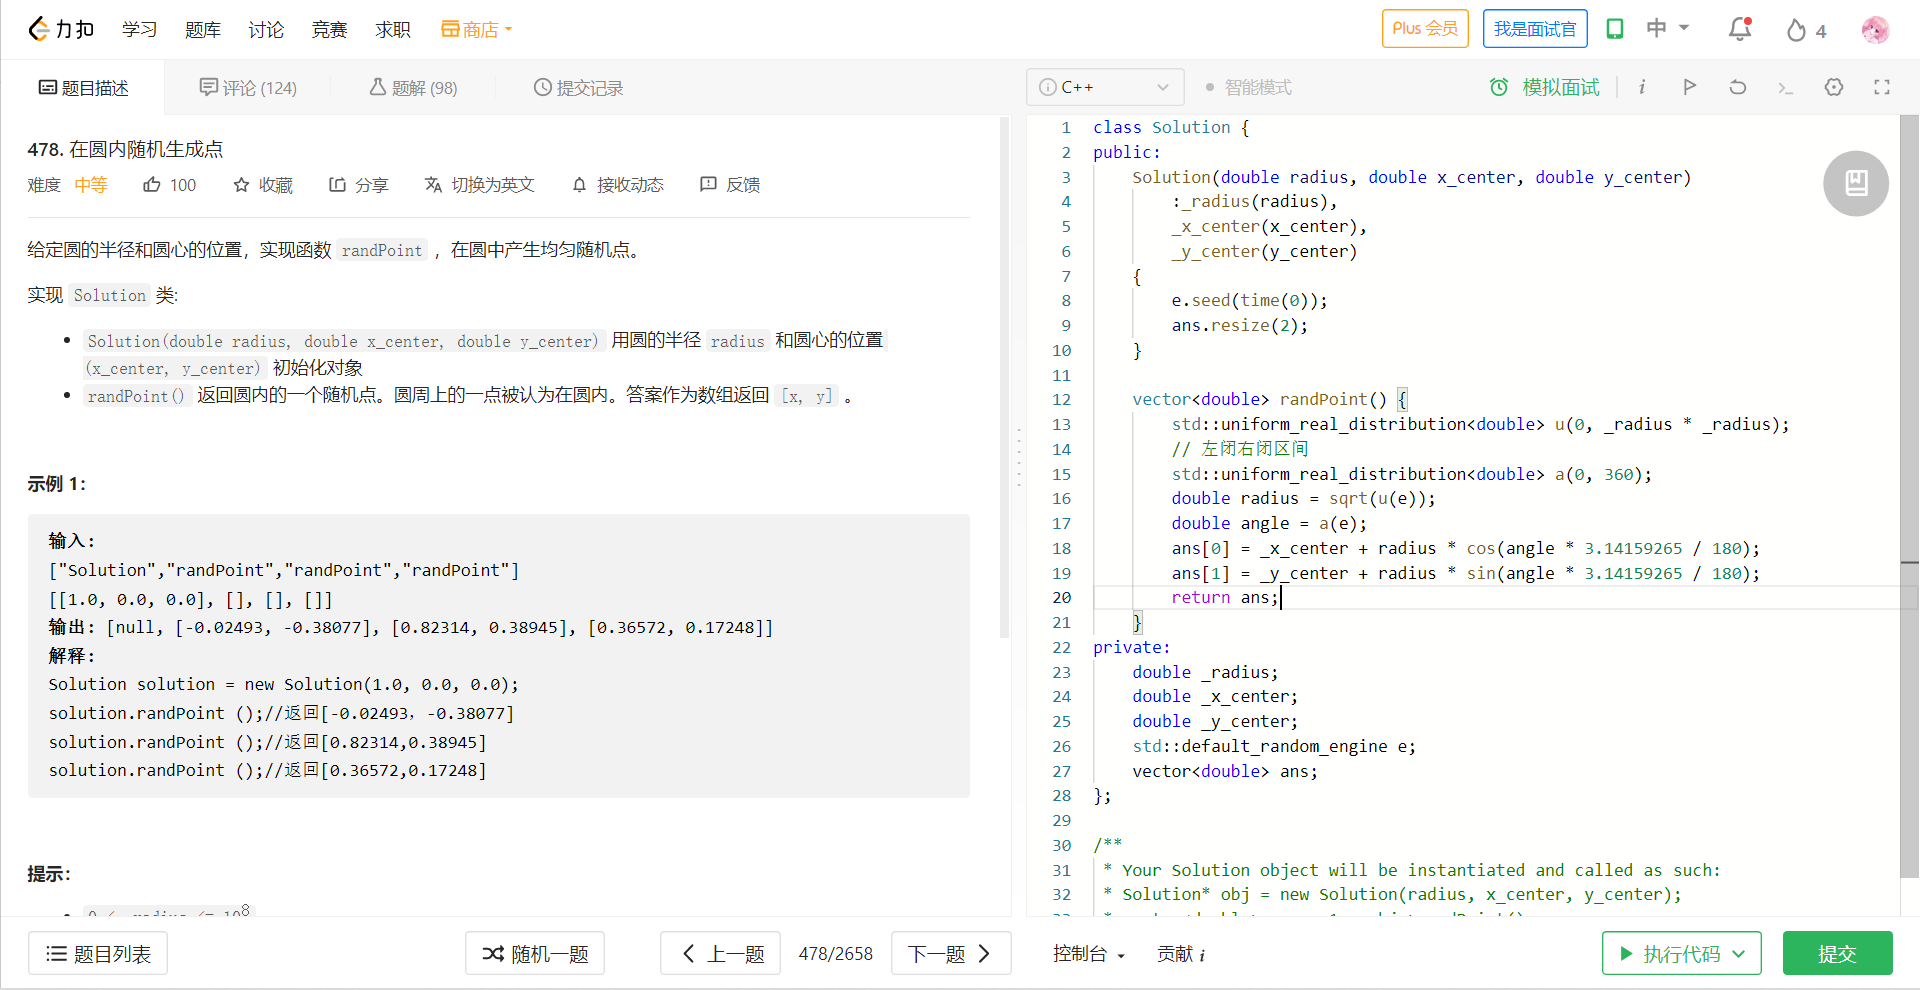 力扣 学习 题库 讨论 竞赛 求职 商店 Plus 会员 我是面试官 中 4
题目描述 评论 (124) 题解 (98) 提交记录
478. 在圆内随机生成点
难度 中等 100 收藏 分享 切换为英文 接收动态 反馈
给定圆的半径和圆心的位置，实现函数 randPoint ，在圆中产生均匀随机点。
实现 Solution 类:
• Solution(double radius, double x_center, double y_center) 用圆的半径 radius 和圆心的位置
(x_center, y_center) 初始化对象
• randPoint() 返回圆内的一个随机点。圆周上的一点被认为在圆内。答案作为数组返回 [x, y] 。
示例 1：
输入：
["Solution","randPoint","randPoint","randPoint"]
[[1.0, 0.0, 0.0], [], [], []]
输出：[null, [-0.02493, -0.38077], [0.82314, 0.38945], [0.36572, 0.17248]]
解释：
Solution solution = new Solution(1.0, 0.0, 0.0);
solution.randPoint ();//返回[-0.02493，-0.38077]
solution.randPoint ();//返回[0.82314,0.38945]
solution.randPoint ();//返回[0.36572,0.17248]
提示：
题目列表 随机一题 上一题 478/2658 下一题
C++ 智能模式 模拟面试
1 class Solution {
2 public:
3 Solution(double radius, double x_center, double y_center)
4 :_radius(radius),
5 _x_center(x_center),
6 _y_center(y_center)
7 {
8 e.seed(time(0));
9 ans.resize(2);
10 }
11
12 vector<double> randPoint() {
13 std::uniform_real_distribution<double> u(0, _radius * _radius);
14 // 左闭右闭区间
15 std::uniform_real_distribution<double> a(0, 360);
16 double radius = sqrt(u(e));
17 double angle = a(e);
18 ans[0] = _x_center + radius * cos(angle * 3.14159265 / 180);
19 ans[1] = _y_center + radius * sin(angle * 3.14159265 / 180);
20 return ans;
21 }
22 private:
23 double _radius;
24 double _x_center;
25 double _y_center;
26 std::default_random_engine e;
27 vector<double> ans;
28 };
29
30 /**
31 * Your Solution object will be instantiated and called as such:
32 * Solution* obj = new Solution(radius, x_center, y_center);
控制台 贡献 i 执行代码 提交